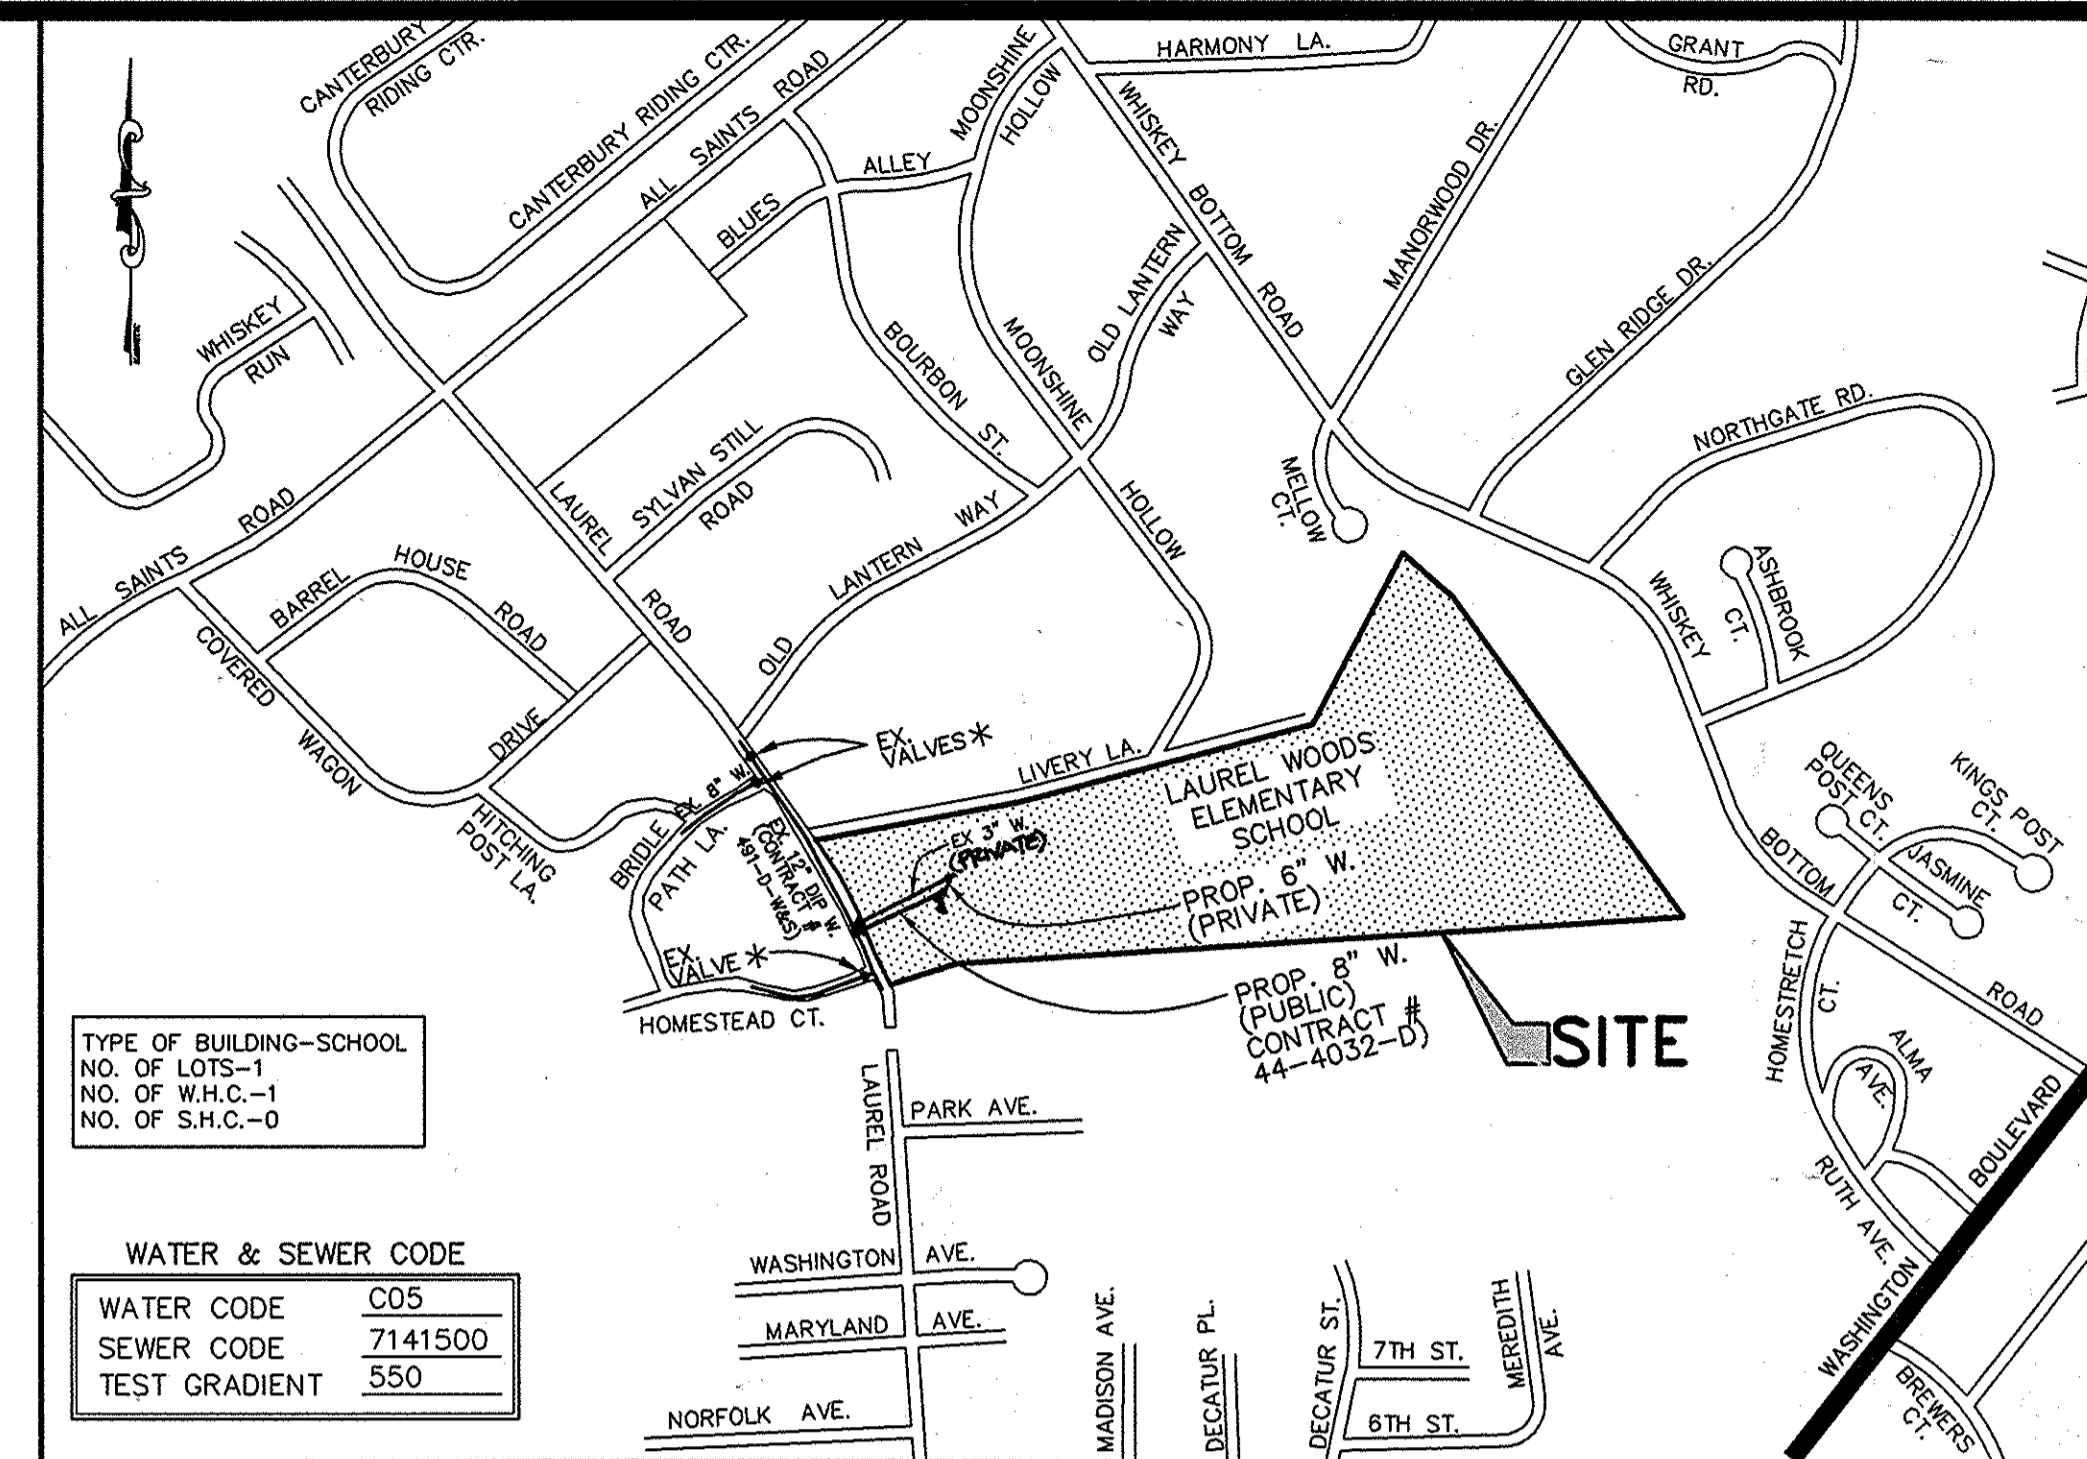 CANTERBURY
RIDING CTR.
CANTERBURY RIDING CTR.
ALL SAINTS ROAD
MOONSHINE
HOLLOW
HARMONY LA.
GRANT
RD.
WHISKEY BOTTOM ROAD
MANORWOOD DR.
GLEN RIDGE DR.
BLUES ALLEY
WHISKEY
RUN
OLD LANTERN
WAY
BOURBON ST.
MOONSHINE HOLLOW
NORTHGATE RD.
SYLVAN STILL
ROAD
LAUREL ROAD
MELLOW
CT.
ALL SAINTS ROAD
BARREL HOUSE ROAD
OLD LANTERN WAY
ASHBROOK
CT.
WHISKEY BOTTOM ROAD
COVERED WAGON DRIVE
EX.
VALVES*
LIVERY LA.
LAUREL WOODS
ELEMENTARY
SCHOOL
QUEENS
POST CT.
KINGS POST
CT.
JASMINE
CT.
HITCHING
POST LA.
EX. 8" W.
BRIDLE
PATH LA.
EX. 12" DIP W.
(CONTRACT #
491-D-W&S)
EX 3" W.
(PRIVATE)
PROP. 6" W.
(PRIVATE)
EX.
VALVE*
HOMESTEAD CT.
PROP. 8" W.
(PUBLIC)
CONTRACT #
44-4032-D)
SITE
HOMESTRETCH
CT.
ALMA
AVE.
RUTH AVE.
WASHINGTON BOULEVARD
BREWERS
CT.
TYPE OF BUILDING-SCHOOL
NO. OF LOTS-1
NO. OF W.H.C.-1
NO. OF S.H.C.-0
LAUREL ROAD
PARK AVE.
WASHINGTON AVE.
MARYLAND AVE.
NORFOLK AVE.
MADISON AVE.
DECATUR PL.
DECATUR ST.
7TH ST.
6TH ST.
MEREDITH
AVE.
WATER & SEWER CODE
WATER CODE C05
SEWER CODE 7141500
TEST GRADIENT 550